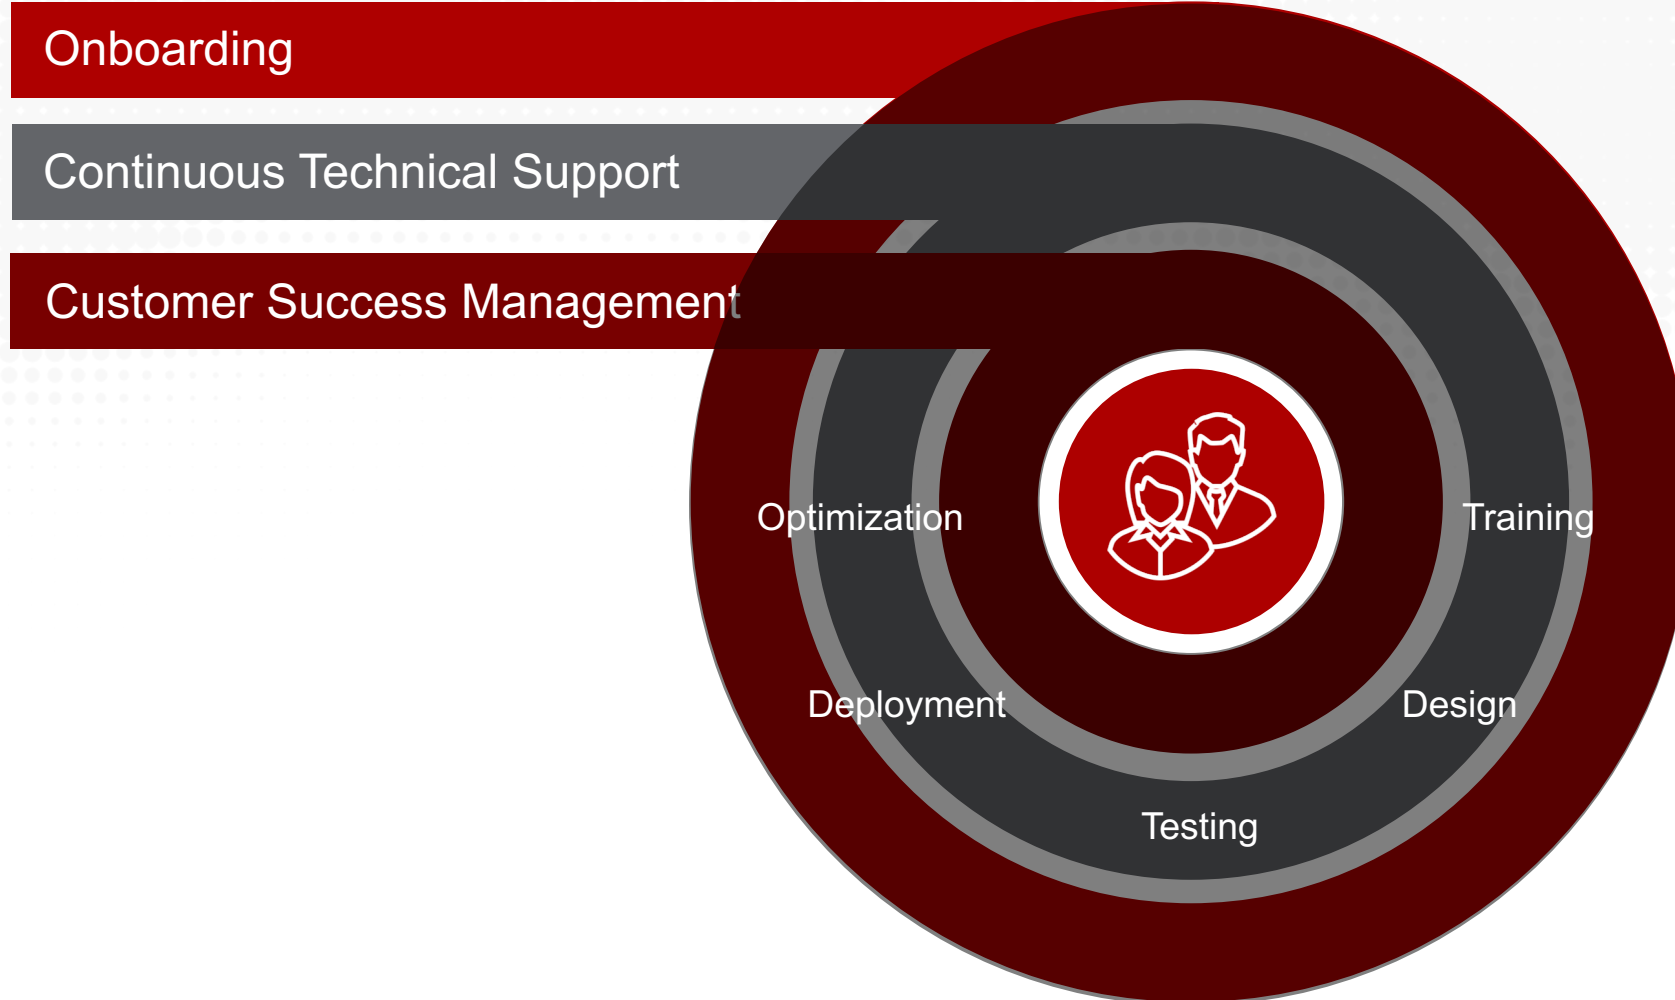 Onboarding
Continuous Technical Support
Customer Success Management
Optimization
Training
Deployment
Design
Testing